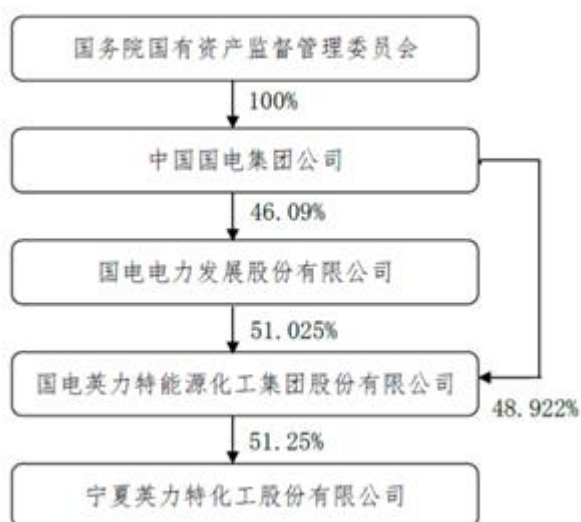 国务院国有资产监督管理委员会
100%
中国国电集团公司
46.09%
国电电力发展股份有限公司
51.025%
国电英力特能源化工集团股份有限公司
48.922%
51.25%
宁夏英力特化工股份有限公司